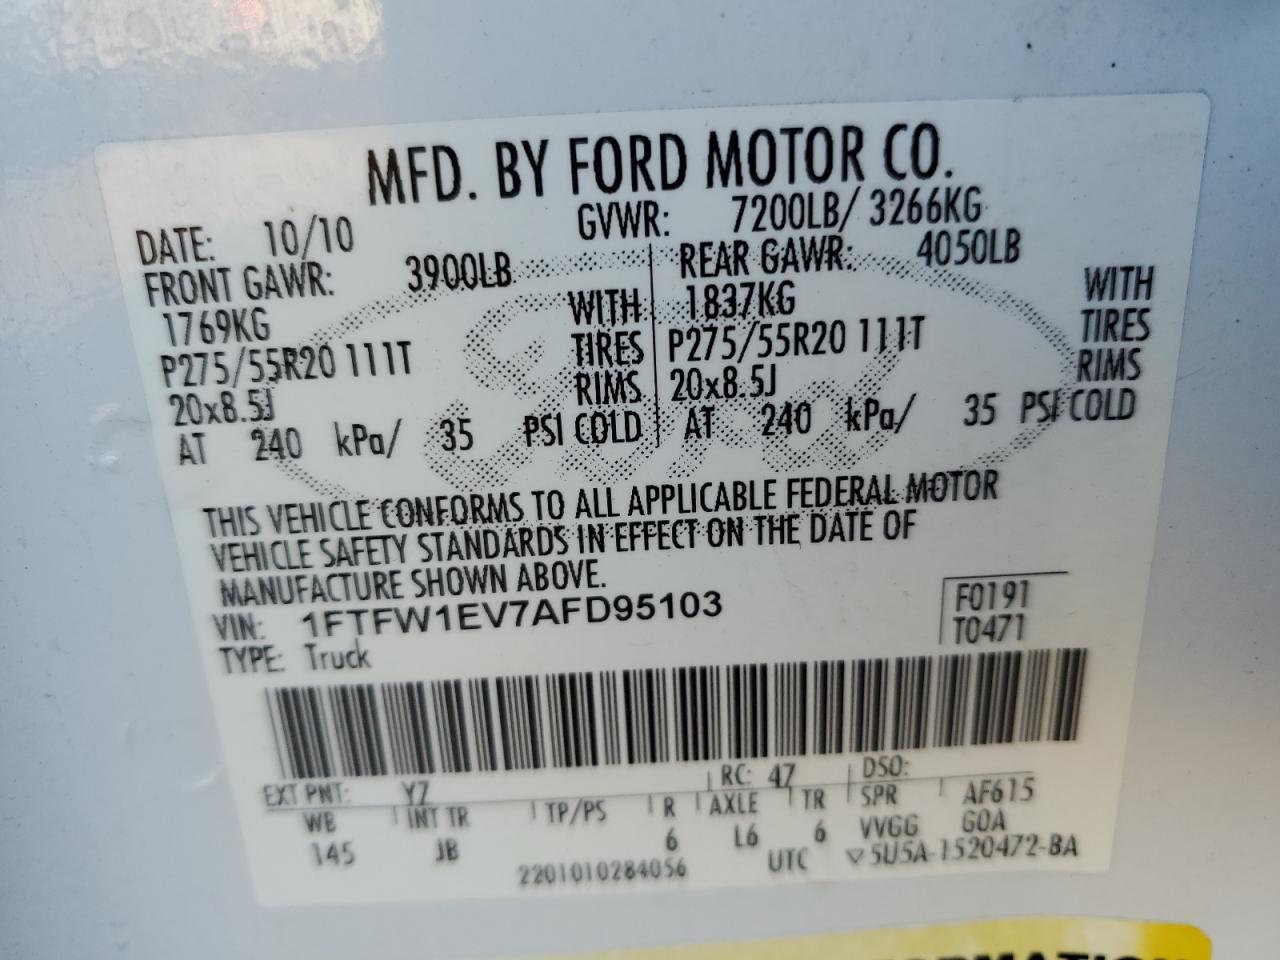 MFD. BY FORD MOTOR CO.
DATE: 10/10 GVWR: 7200LB/ 3266KG
FRONT GAWR: 3900LB REAR GAWR: 4050LB
1769KG WITH 1837KG WITH
P275/55R20 111T TIRES P275/55R20 111T TIRES
20x8.5J RIMS 20x8.5J RIMS
AT 240 kPa/ 35 PSI COLD AT 240 kPa/ 35 PSI COLD
THIS VEHICLE CONFORMS TO ALL APPLICABLE FEDERAL MOTOR
VEHICLE SAFETY STANDARDS IN EFFECT ON THE DATE OF
MANUFACTURE SHOWN ABOVE.
VIN: 1FTFW1EV7AFD95103 F0191
TYPE: Truck T0471
EXT PNT: YZ RC: 47 DSO:
WB INT TR TP/PS R AXLE TR SPR AF615
145 JB 6 L6 6 VVGG GOA
2201010284056 UTC ▽5U5A-1520472-BA